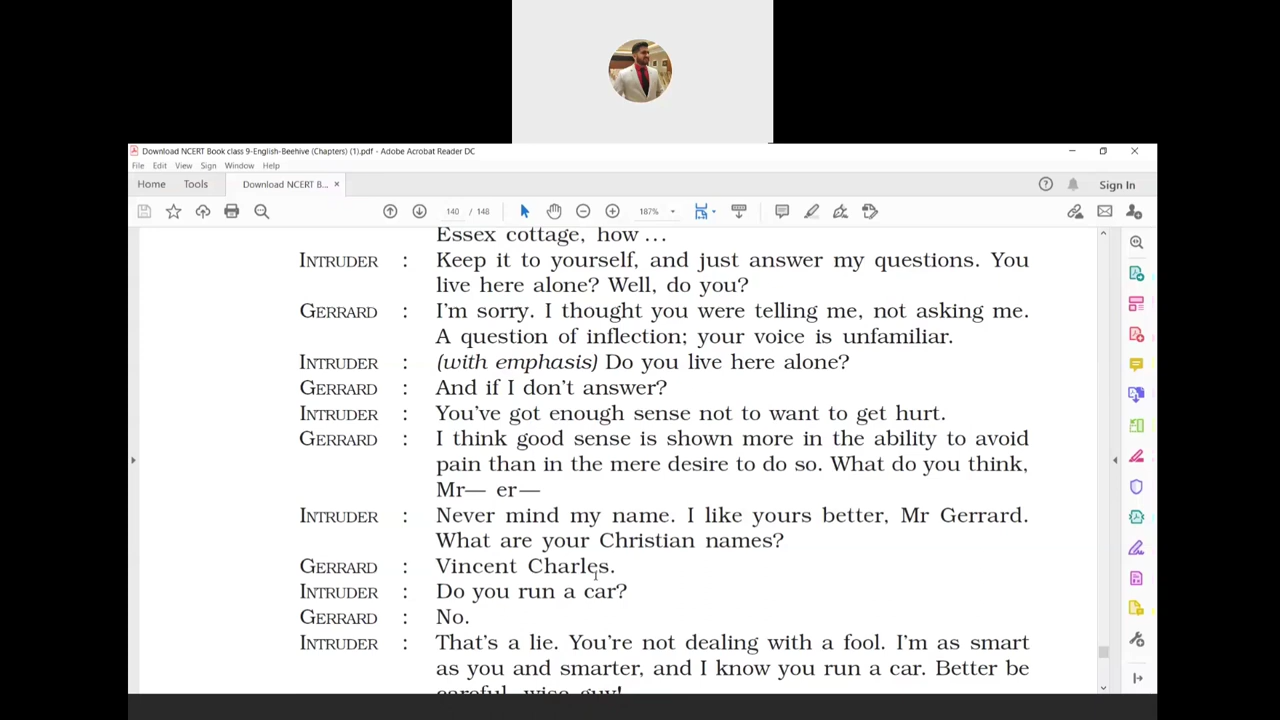 Download NCERT Book class 9-English-Beehive (Chapters) (1).pdf - Adobe Acrobat Reader DC
File Edit View Sign Window Help
Home Tools Download NCERT B... × Sign In
140 / 148 187%
Essex cottage, how ...
INTRUDER : Keep it to yourself, and just answer my questions. You
live here alone? Well, do you?
GERRARD : I'm sorry. I thought you were telling me, not asking me.
A question of inflection; your voice is unfamiliar.
INTRUDER : (with emphasis) Do you live here alone?
GERRARD : And if I don't answer?
INTRUDER : You've got enough sense not to want to get hurt.
GERRARD : I think good sense is shown more in the ability to avoid
pain than in the mere desire to do so. What do you think,
Mr— er—
INTRUDER : Never mind my name. I like yours better, Mr Gerrard.
What are your Christian names?
GERRARD : Vincent Charles.
INTRUDER : Do you run a car?
GERRARD : No.
INTRUDER : That's a lie. You're not dealing with a fool. I'm as smart
as you and smarter, and I know you run a car. Better be
careful, wise guy!